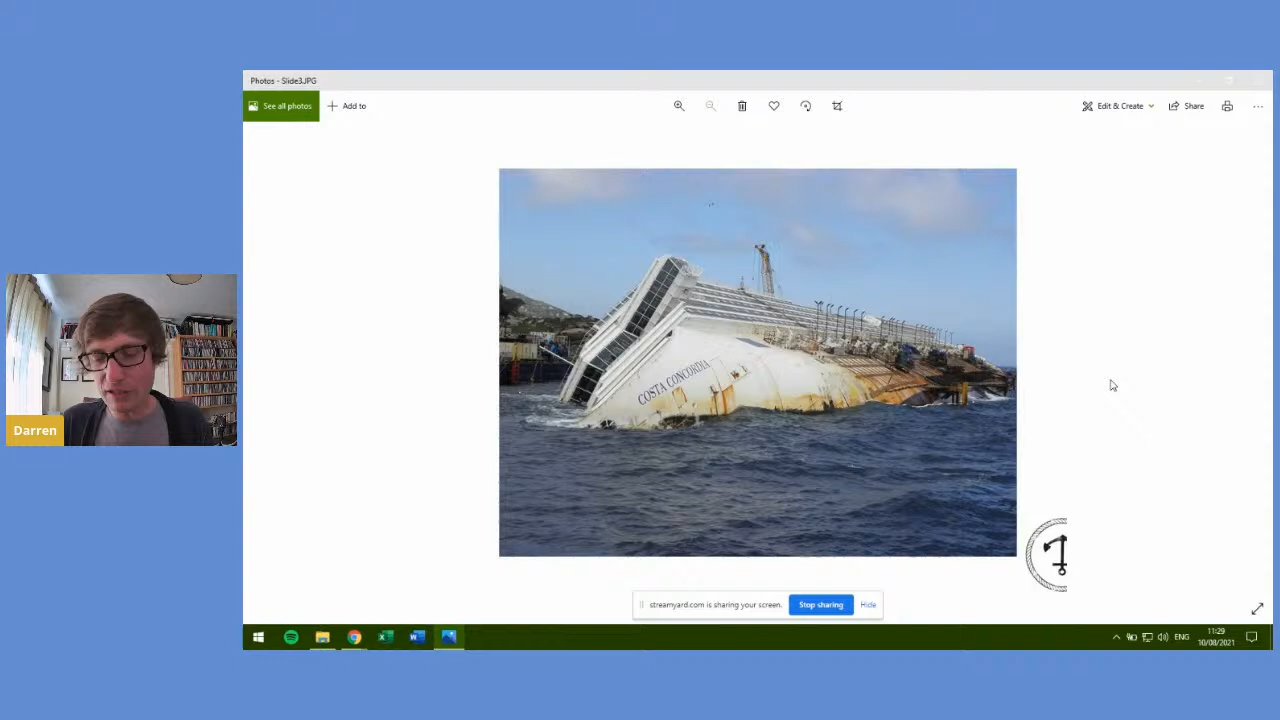 Photos - Slide3.JPG
See all photos
Add to
Edit & Create
Share
COSTA CONCORDIA
Darren
streamyard.com is sharing your screen.
Stop sharing
Hide
ENG
11:29
10/08/2021